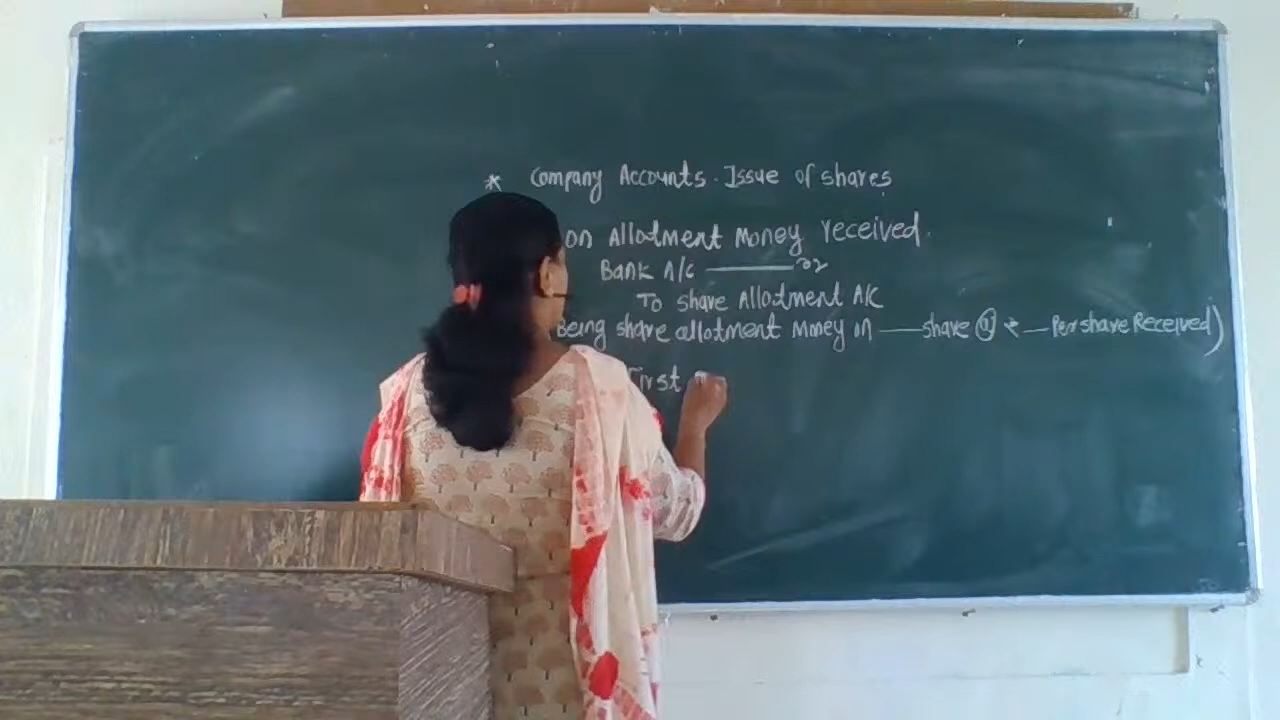 * Company Accounts. Issue of shares
on Allotment Money received.
Bank A/c ——— Dr
To share Allotment A/c
Being share allotment Money on —— share @ ₹ — Per share Received)
First